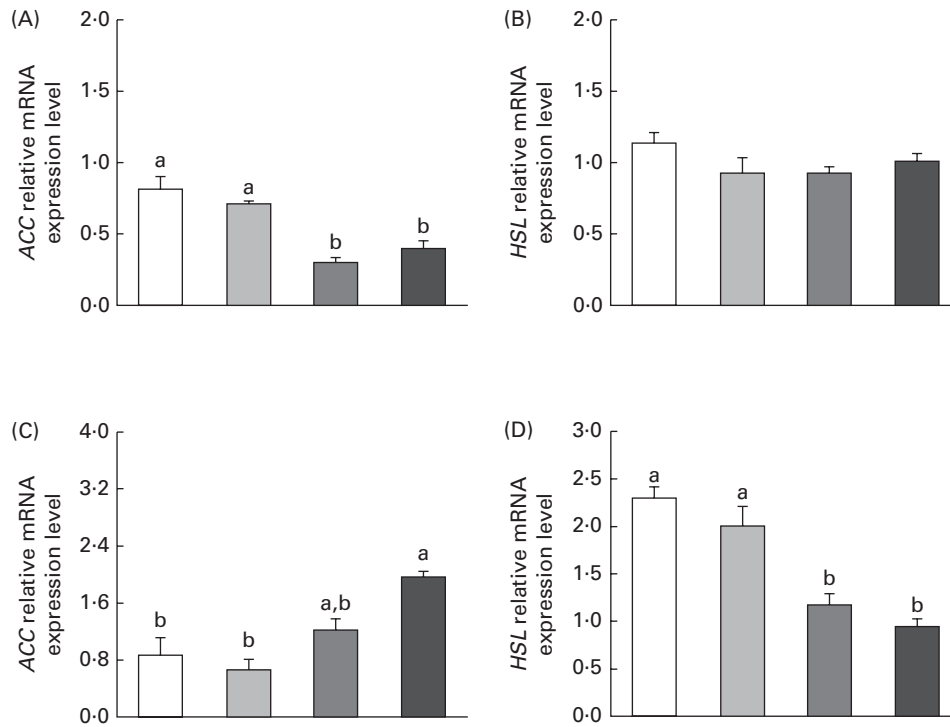 (A)
2·0
1·5
1·0
0·5
0·0
ACC relative mRNA
expression level
a
a
b
b
(B)
2·0
1·5
1·0
0·5
0·0
HSL relative mRNA
expression level
(C)
4·0
3·2
2·4
1·6
0·8
0·0
ACC relative mRNA
expression level
b
b
a,b
a
(D)
3·0
2·5
2·0
1·5
1·0
0·5
0·0
HSL relative mRNA
expression level
a
a
b
b